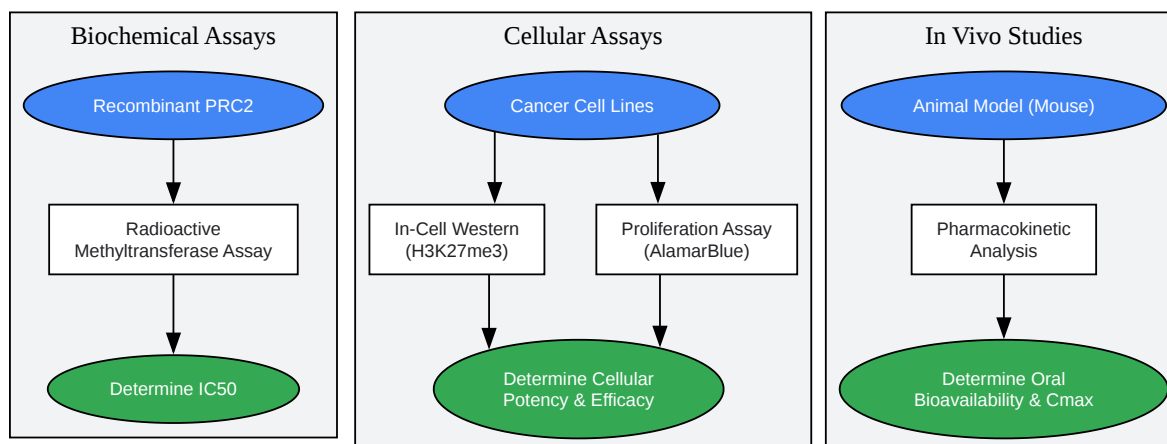 Biochemical Assays
Recombinant PRC2
Radioactive
Methyltransferase Assay
Determine IC50
Cellular Assays
Cancer Cell Lines
In-Cell Western
(H3K27me3)
Proliferation Assay
(AlamarBlue)
Determine Cellular
Potency & Efficacy
In Vivo Studies
Animal Model (Mouse)
Pharmacokinetic
Analysis
Determine Oral
Bioavailability & Cmax